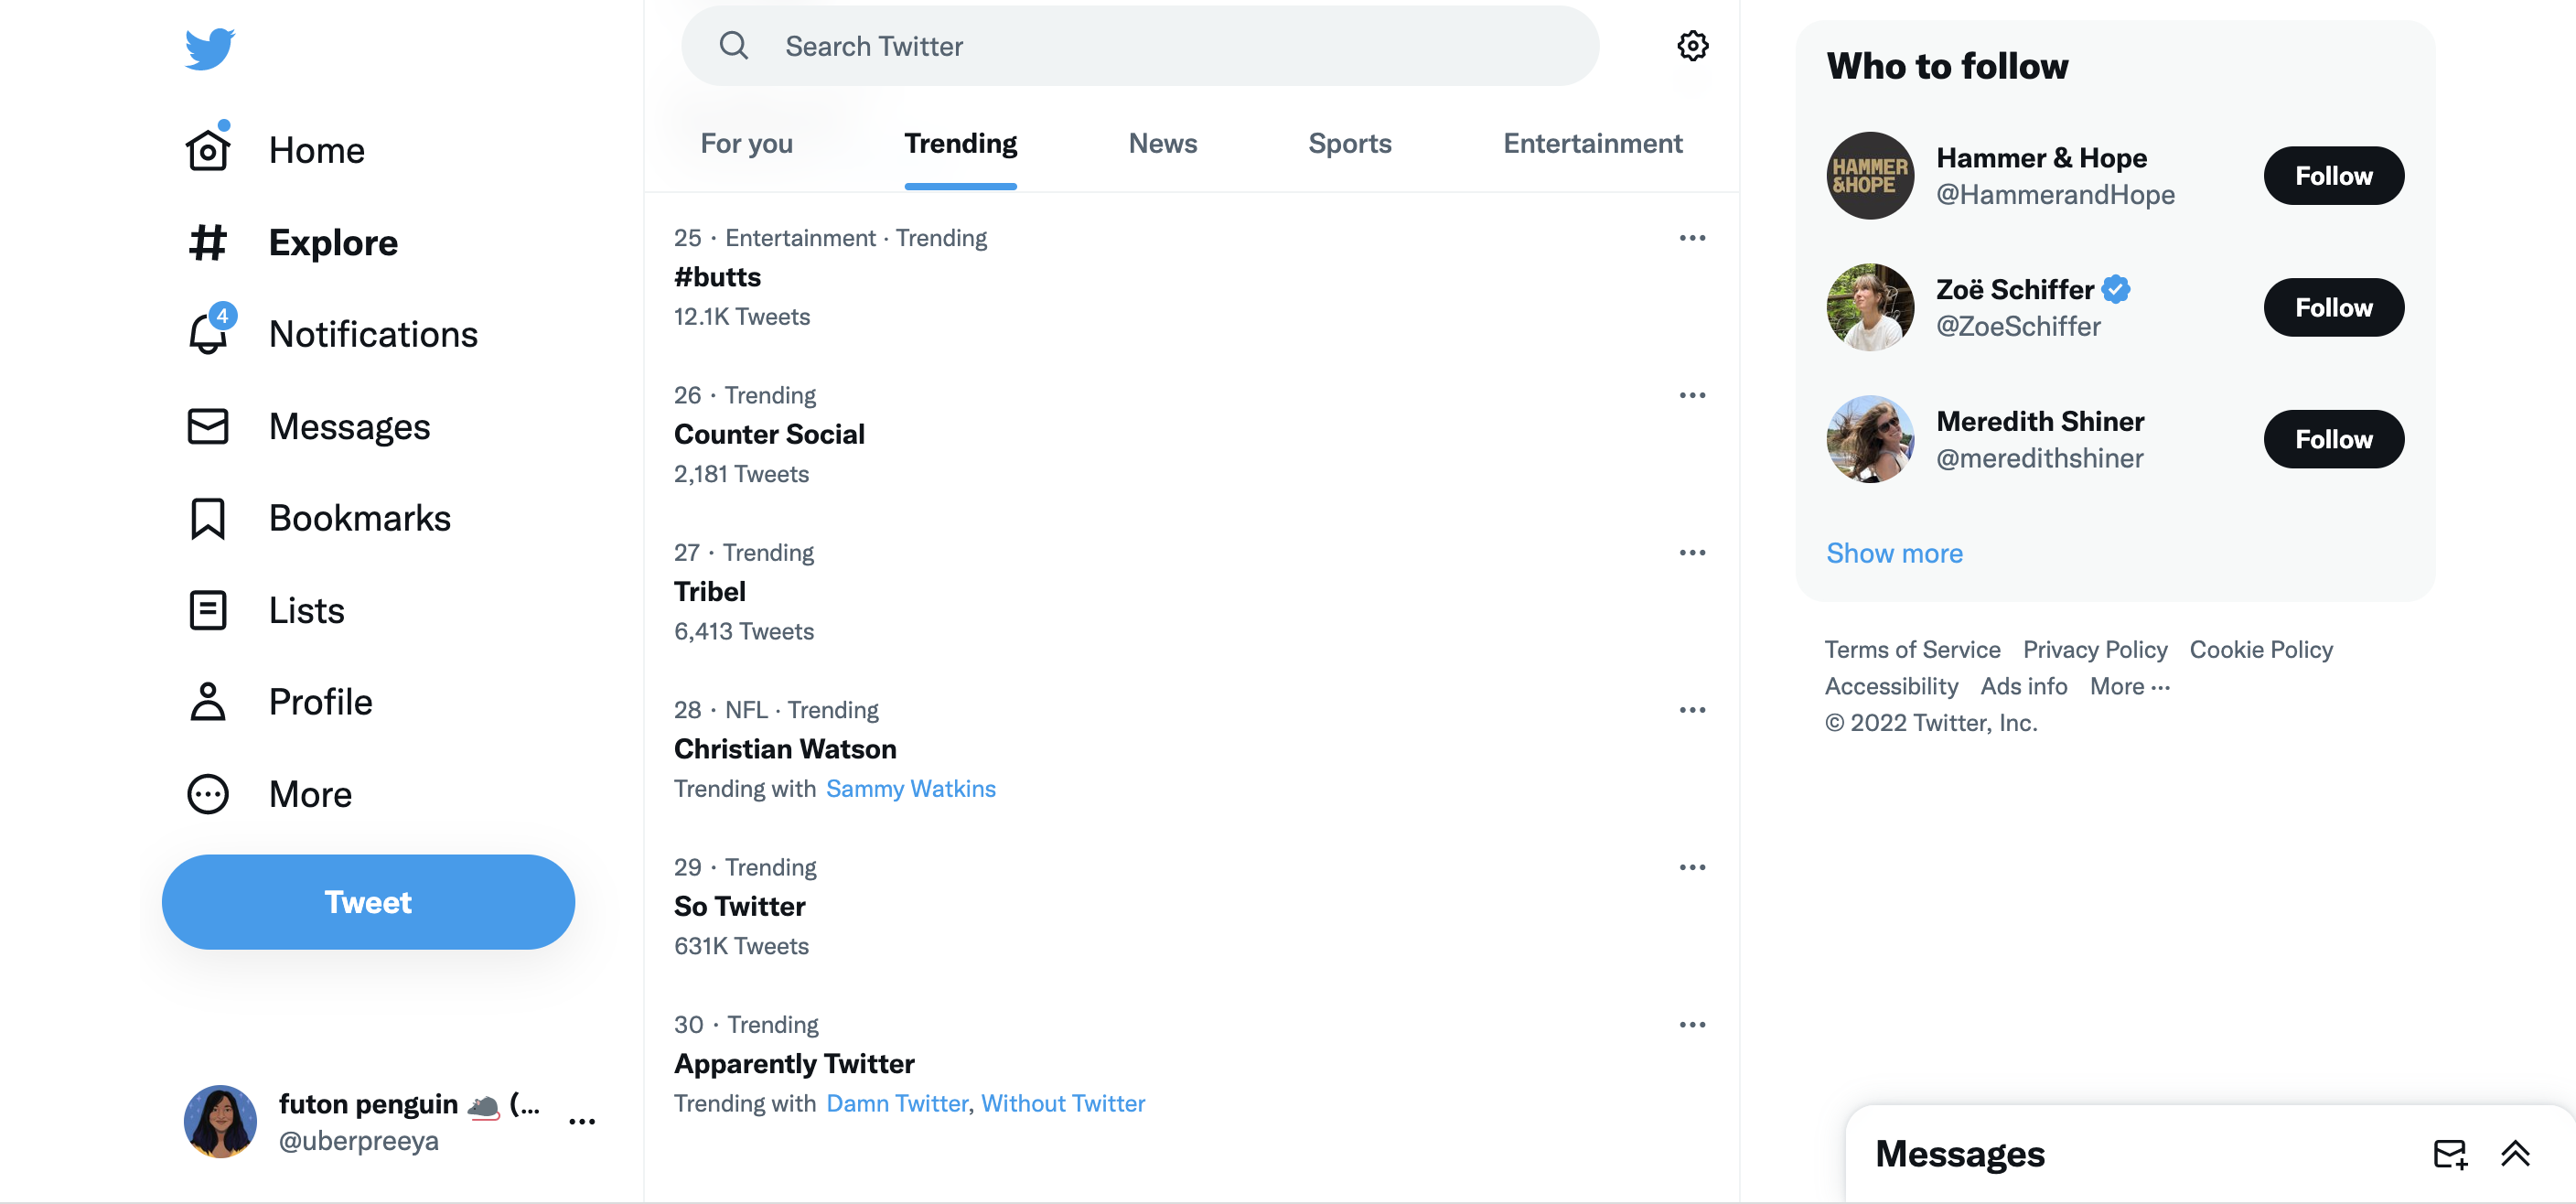 Home
Explore
4
Notifications
Messages
Bookmarks
Lists
Profile
More
Tweet
futon penguin 🐀 (...
@uberpreeya
Search Twitter
For you Trending News Sports Entertainment
25 · Entertainment · Trending
#butts
12.1K Tweets
26 · Trending
Counter Social
2,181 Tweets
27 · Trending
Tribel
6,413 Tweets
28 · NFL · Trending
Christian Watson
Trending with Sammy Watkins
29 · Trending
So Twitter
631K Tweets
30 · Trending
Apparently Twitter
Trending with Damn Twitter, Without Twitter
Who to follow
HAMMER
&HOPE
Hammer & Hope
@HammerandHope
Follow
Zoë Schiffer
@ZoeSchiffer
Follow
Meredith Shiner
@meredithshiner
Follow
Show more
Terms of Service Privacy Policy Cookie Policy
Accessibility Ads info More ...
© 2022 Twitter, Inc.
Messages